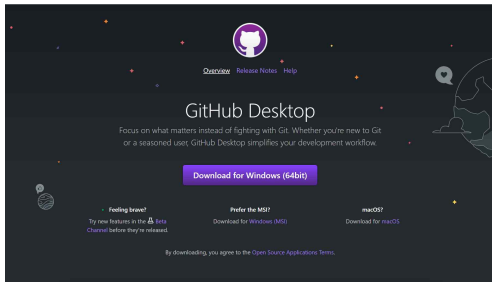 Overview Release Notes Help
GitHub Desktop
Focus on what matters instead of fighting with Git. Whether you're new to Git
or a seasoned user, GitHub Desktop simplifies your development workflow.
Download for Windows (64bit)
Feeling brave?
Try new features in the Beta
Channel before they're released.
Prefer the MSI?
Download for Windows (MSI)
macOS?
Download for macOS
By downloading, you agree to the Open Source Applications Terms.